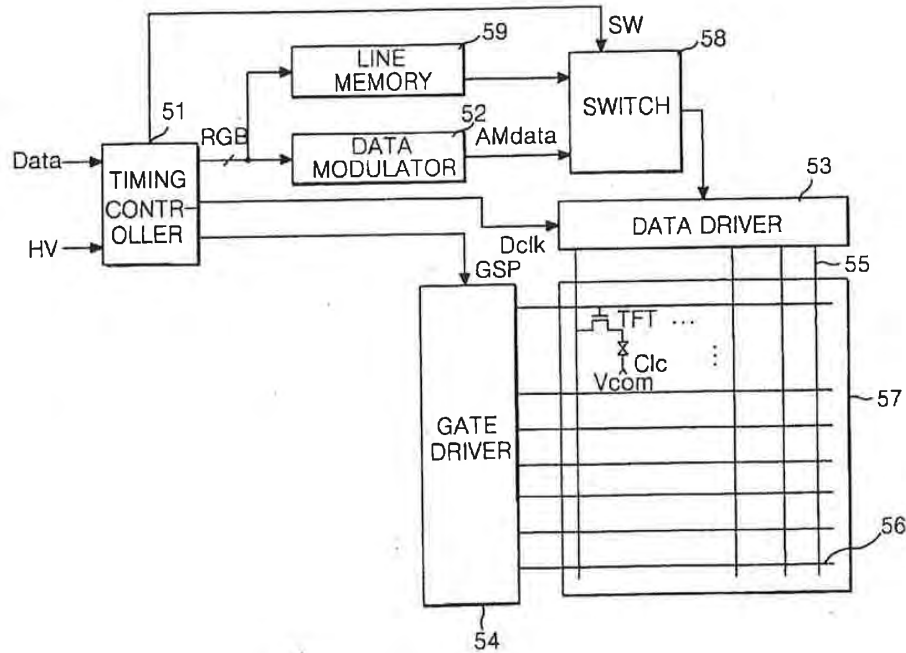 SW
59
58
LINE
MEMORY
SWITCH
51
RGB
52
AMdata
DATA
MODULATOR
Data
TIMING
CONTR-
OLLER
HV
53
DATA DRIVER
Dclk
GSP
55
TFT ...
Clc
Vcom
57
GATE
DRIVER
56
54